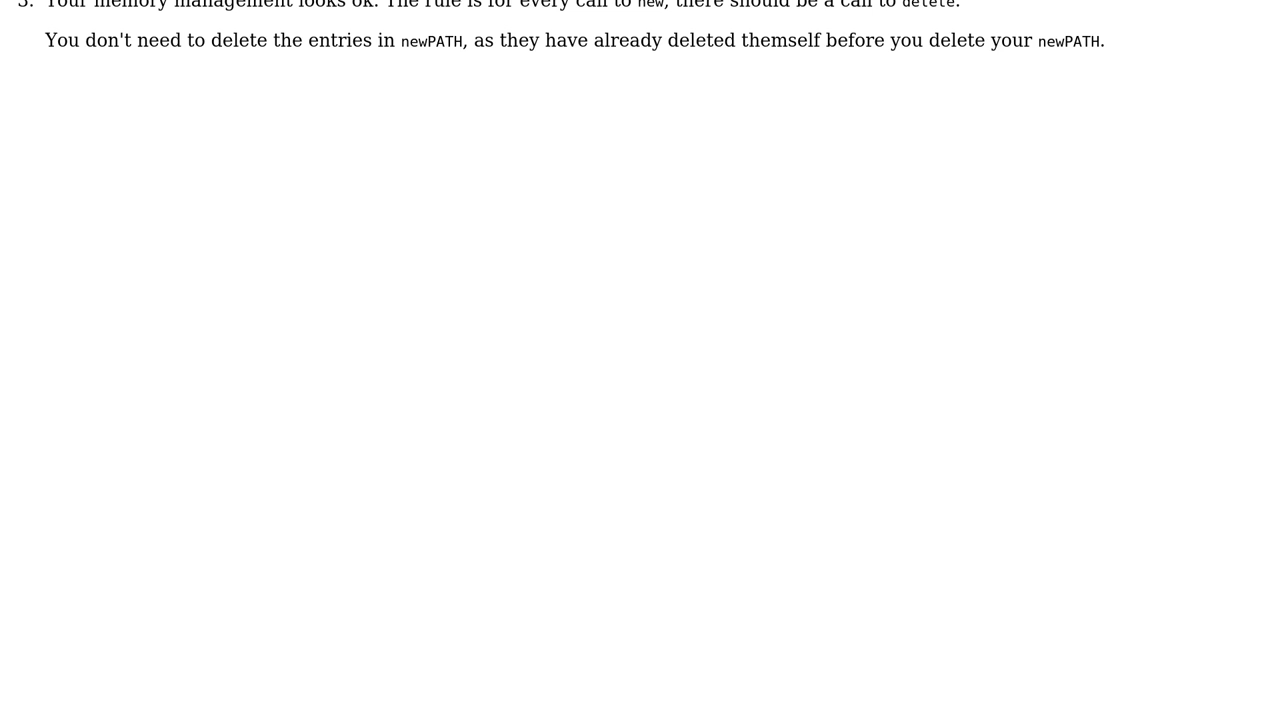 3. Your memory management looks ok. The rule is for every call to new, there should be a call to delete.
You don't need to delete the entries in newPATH, as they have already deleted themself before you delete your newPATH.